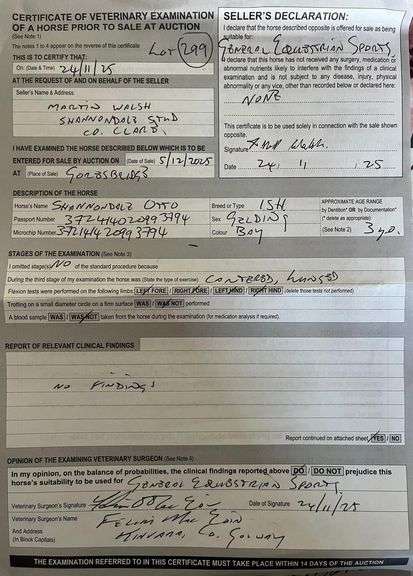 CERTIFICATE OF VETERINARY EXAMINATION
OF A HORSE PRIOR TO SALE AT AUCTION
(See Note 1)
The notes 1 to 4 appear on the reverse of this certificate
LOT 299
THIS IS TO CERTIFY THAT:
On: (Date & Time) 24/11/25
AT THE REQUEST OF AND ON BEHALF OF THE SELLER
Seller's Name & Address:
MARTIN WALSH
SHANNONDALE STUD
CO. CLARE
I HAVE EXAMINED THE HORSE DESCRIBED BELOW WHICH IS TO BE
ENTERED FOR SALE BY AUCTION ON (Date of Sale) 5/12/2025
AT (Place of Sale) GORESBRIDGE
SELLER'S DECLARATION:
I declare that the horse described opposite is offered for sale as being
suitable for:
GENERAL EQUESTRIAN SPORTS
I declare that this horse has not received any surgery, medication or
abnormal nutrients likely to interfere with the findings of a clinical
examination and is not subject to any disease, injury, physical
abnormality or any vice, other than recorded below or declared here:
NONE
This certificate is to be used solely in connection with the sale shown
opposite.
Signature
Date 24, 11, 25
DESCRIPTION OF THE HORSE
Horse's Name SHANNONDALE OTTO Breed or Type ISH
Passport Number 372414020993794 Sex GELDING
Microchip Number Colour BAY
APPROXIMATE AGE RANGE
by Dentition* OR by Documentation*
(* delete as appropriate)
(See Note 2) 3 yo.
STAGES OF THE EXAMINATION (See Note 3)
I omitted stage(s) NO of the standard procedure because
During the third stage of my examination the horse was (State the type of exercise) CANTERED, LUNGED
Flexion tests were performed on the following limbs LEFT FORE / RIGHT FORE / LEFT HIND / RIGHT HIND (delete those tests not performed)
Trotting on a small diameter circle on a firm surface WAS / WAS NOT performed
A blood sample WAS / WAS NOT taken from the horse during the examination (for medication analysis if required)
REPORT OF RELEVANT CLINICAL FINDINGS
NO FINDINGS
Report continued on attached sheet YES / NO
OPINION OF THE EXAMINING VETERINARY SURGEON (See Note 4)
In my opinion, on the balance of probabilities, the clinical findings reported above DO / DO NOT prejudice this
horse's suitability to be used for GENERAL EQUESTRIAN SPORTS
Veterinary Surgeon's Signature Date of Signature 24/11/25
Veterinary Surgeon's Name
And Address
(In Block Capitals) CO. GALWAY
THE EXAMINATION REFERRED TO IN THIS CERTIFICATE MUST TAKE PLACE WITHIN 14 DAYS OF THE AUCTION